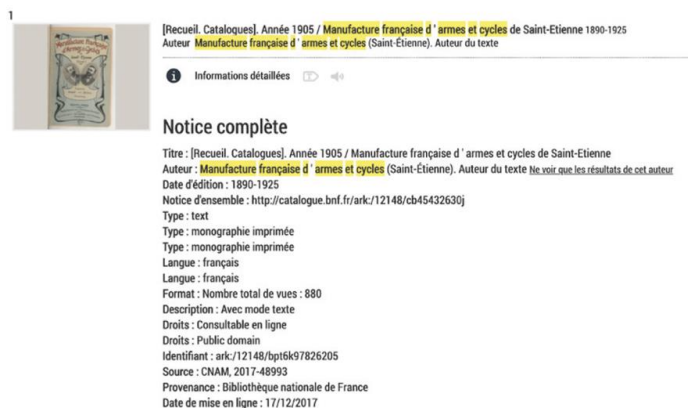 1
[Recueil. Catalogues]. Année 1905 / Manufacture française d ' armes et cycles de Saint-Etienne 1890-1925
Auteur Manufacture française d ' armes et cycles (Saint-Étienne). Auteur du texte
Informations détaillées
Notice complète
Titre : [Recueil. Catalogues]. Année 1905 / Manufacture française d ' armes et cycles de Saint-Etienne
Auteur : Manufacture française d ' armes et cycles (Saint-Étienne). Auteur du texte Ne voir que les résultats de cet auteur
Date d'édition : 1890-1925
Notice d'ensemble : http://catalogue.bnf.fr/ark:/12148/cb45432630j
Type : text
Type : monographie imprimée
Type : monographie imprimée
Langue : français
Langue : français
Format : Nombre total de vues : 880
Description : Avec mode texte
Droits : Consultable en ligne
Droits : Public domain
Identifiant : ark:/12148/bpt6k97826205
Source : CNAM, 2017-48993
Provenance : Bibliothèque nationale de France
Date de mise en ligne : 17/12/2017